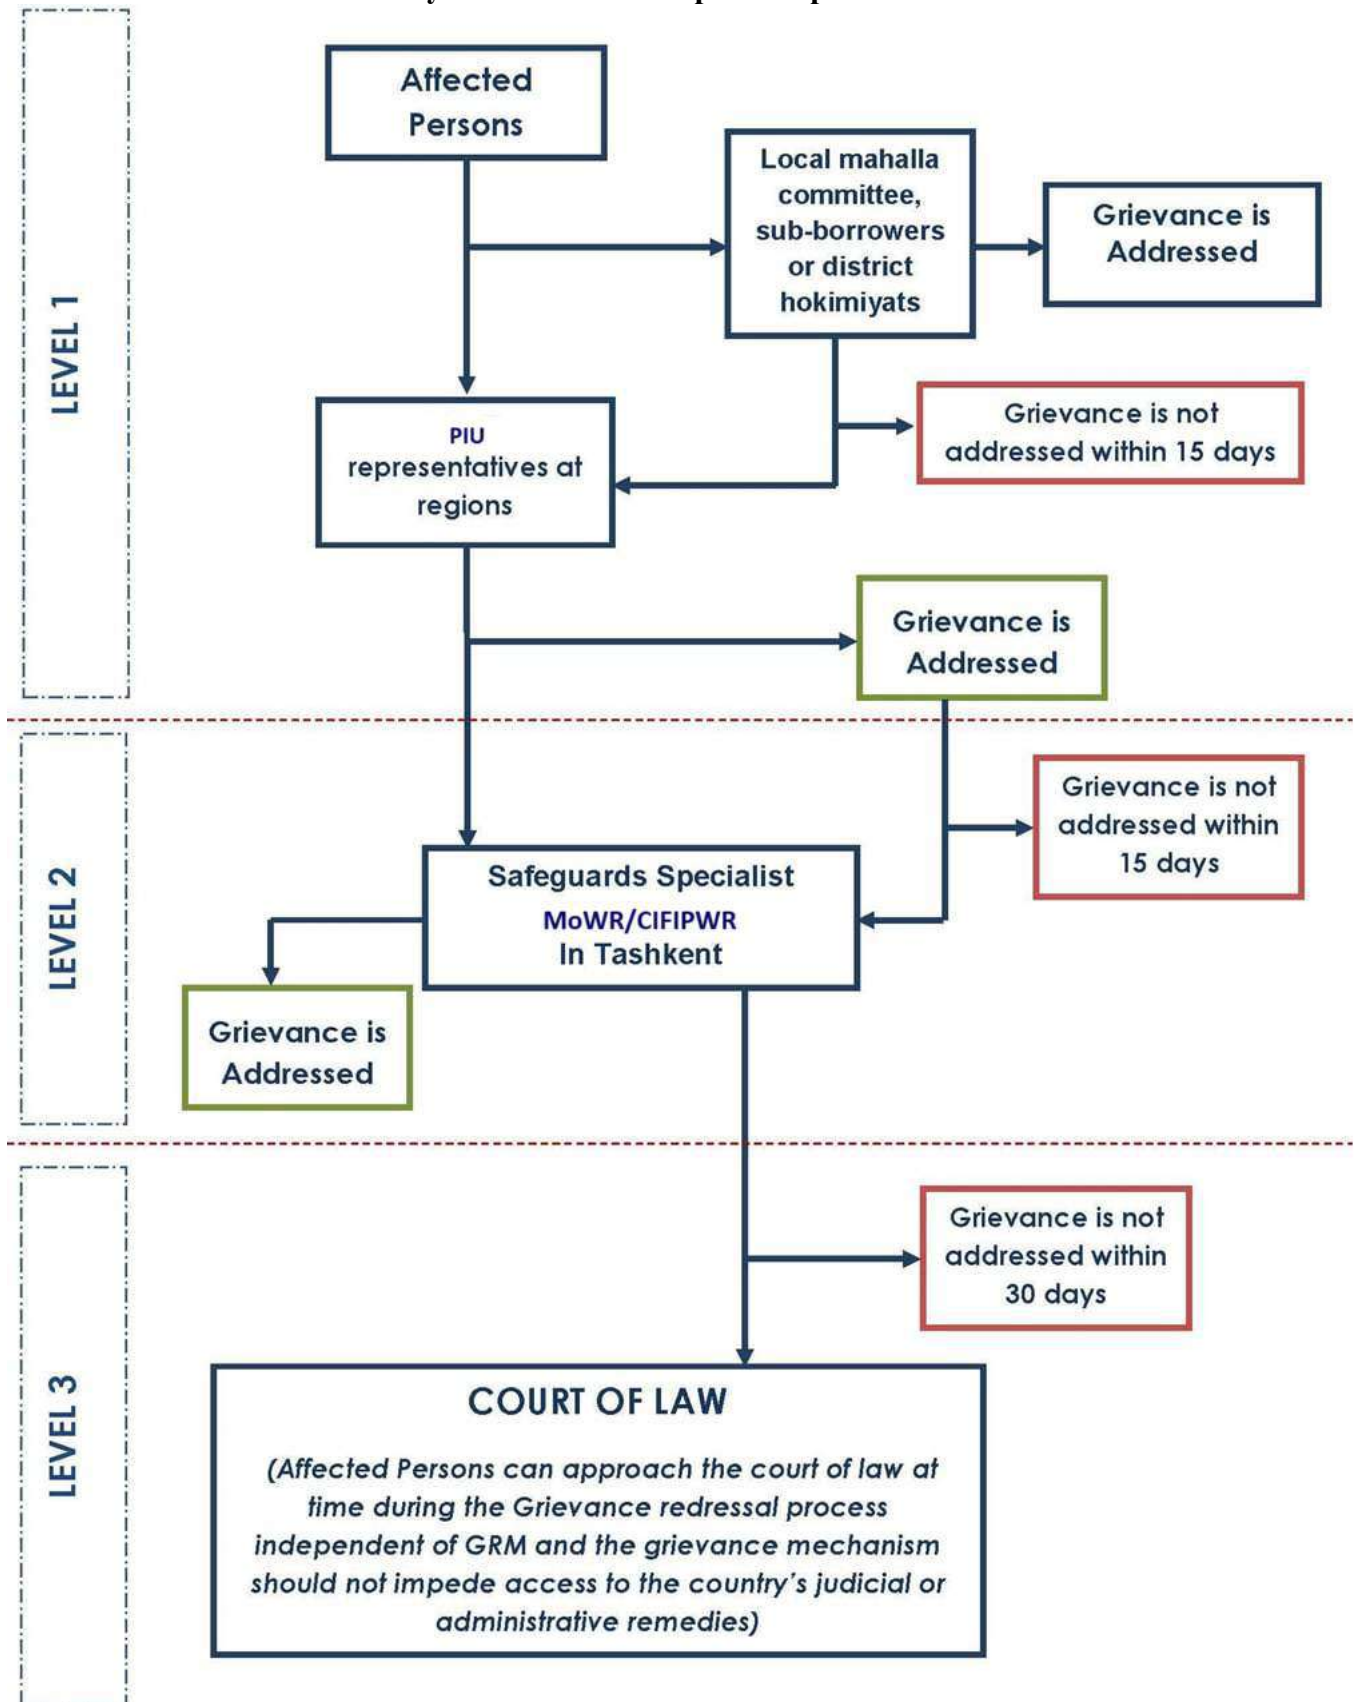 Affected
Persons
Local mahalla
committee,
sub-borrowers
or district
hokimiyats
Grievance is
Addressed
LEVEL 1
Grievance is not
addressed within 15 days
PIU
representatives at
regions
Grievance is
Addressed
Grievance is not
addressed within
15 days
LEVEL 2
Safeguards Specialist
MoWR/CIFIPWR
In Tashkent
Grievance is
Addressed
Grievance is not
addressed within
30 days
LEVEL 3
COURT OF LAW
(Affected Persons can approach the court of law at
time during the Grievance redressal process
independent of GRM and the grievance mechanism
should not impede access to the country's judicial or
administrative remedies)